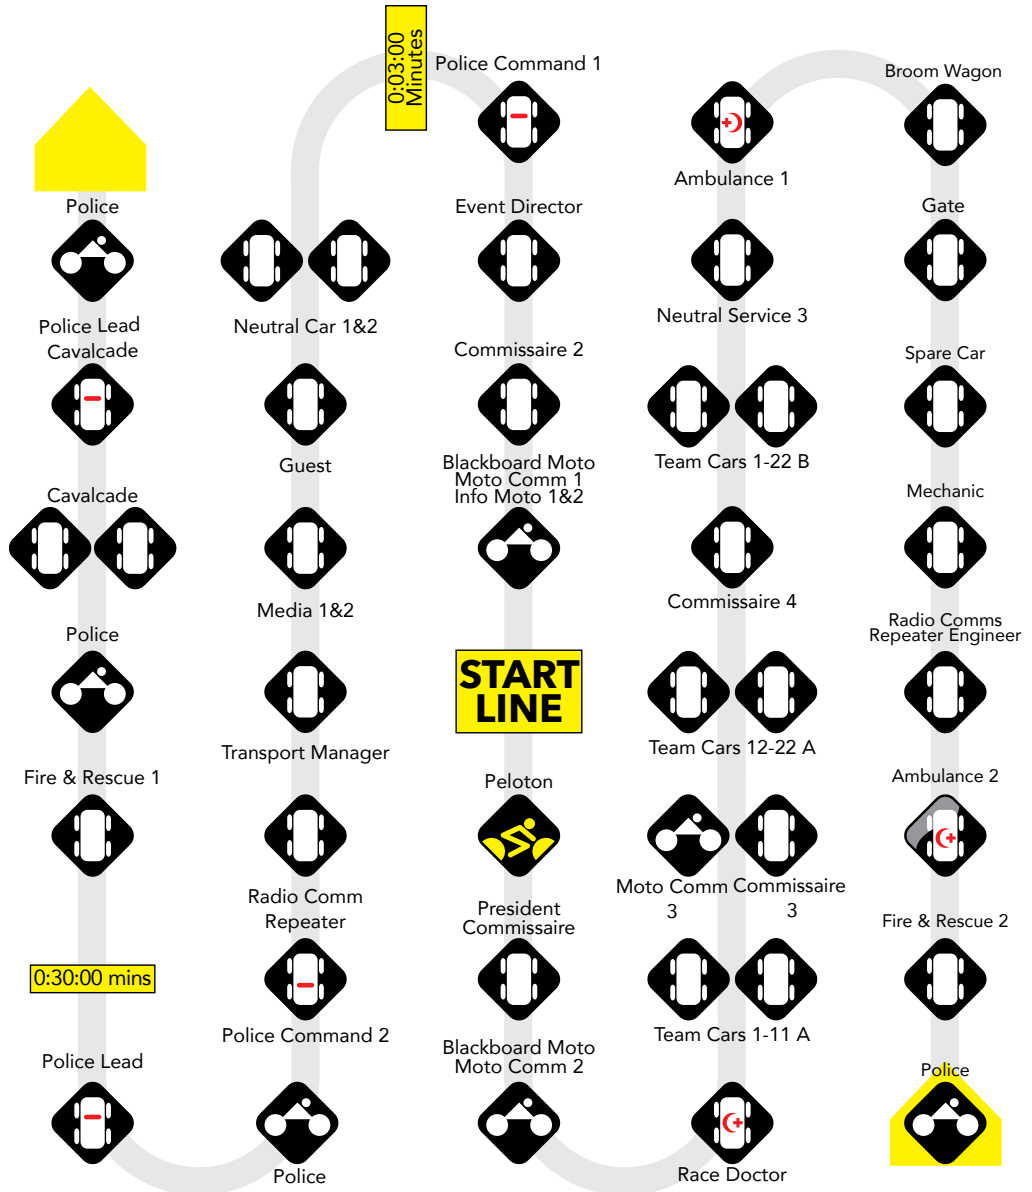 Police
Police Lead
Cavalcade
Cavalcade
Police
Fire & Rescue 1
0:30:00 mins
Police Lead
Police
Police Command 2
Radio Comm
Repeater
Transport Manager
Media 1&2
Guest
Neutral Car 1&2
0:03:00
Minutes
Police Command 1
Event Director
Commissaire 2
Blackboard Moto
Moto Comm 1
Info Moto 1&2
START
LINE
Peloton
President
Commissaire
Blackboard Moto
Moto Comm 2
Race Doctor
Team Cars 1-11 A
Moto Comm
3
Commissaire
3
Team Cars 12-22 A
Commissaire 4
Team Cars 1-22 B
Neutral Service 3
Ambulance 1
Broom Wagon
Gate
Spare Car
Mechanic
Radio Comms
Repeater Engineer
Ambulance 2
Fire & Rescue 2
Police